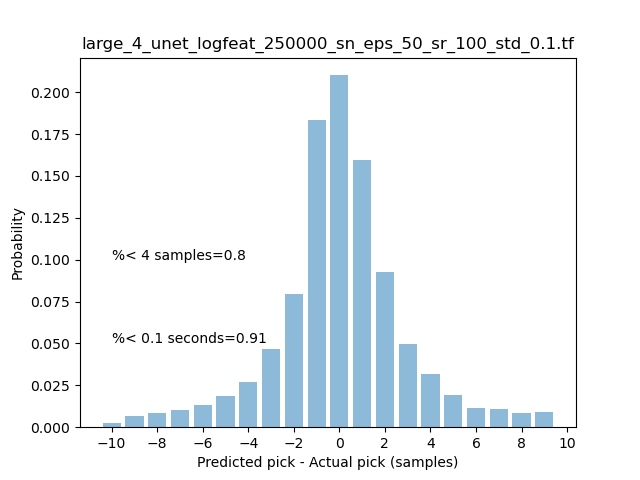 large_4_unet_logfeat_250000_sn_eps_50_sr_100_std_0.1.tf
0.200
0.175
0.150
0.125
0.100
0.075
0.050
0.025
0.000
Probability
%< 4 samples=0.8
%< 0.1 seconds=0.91
−10 −8 −6 −4 −2 0 2 4 6 8 10
Predicted pick - Actual pick (samples)